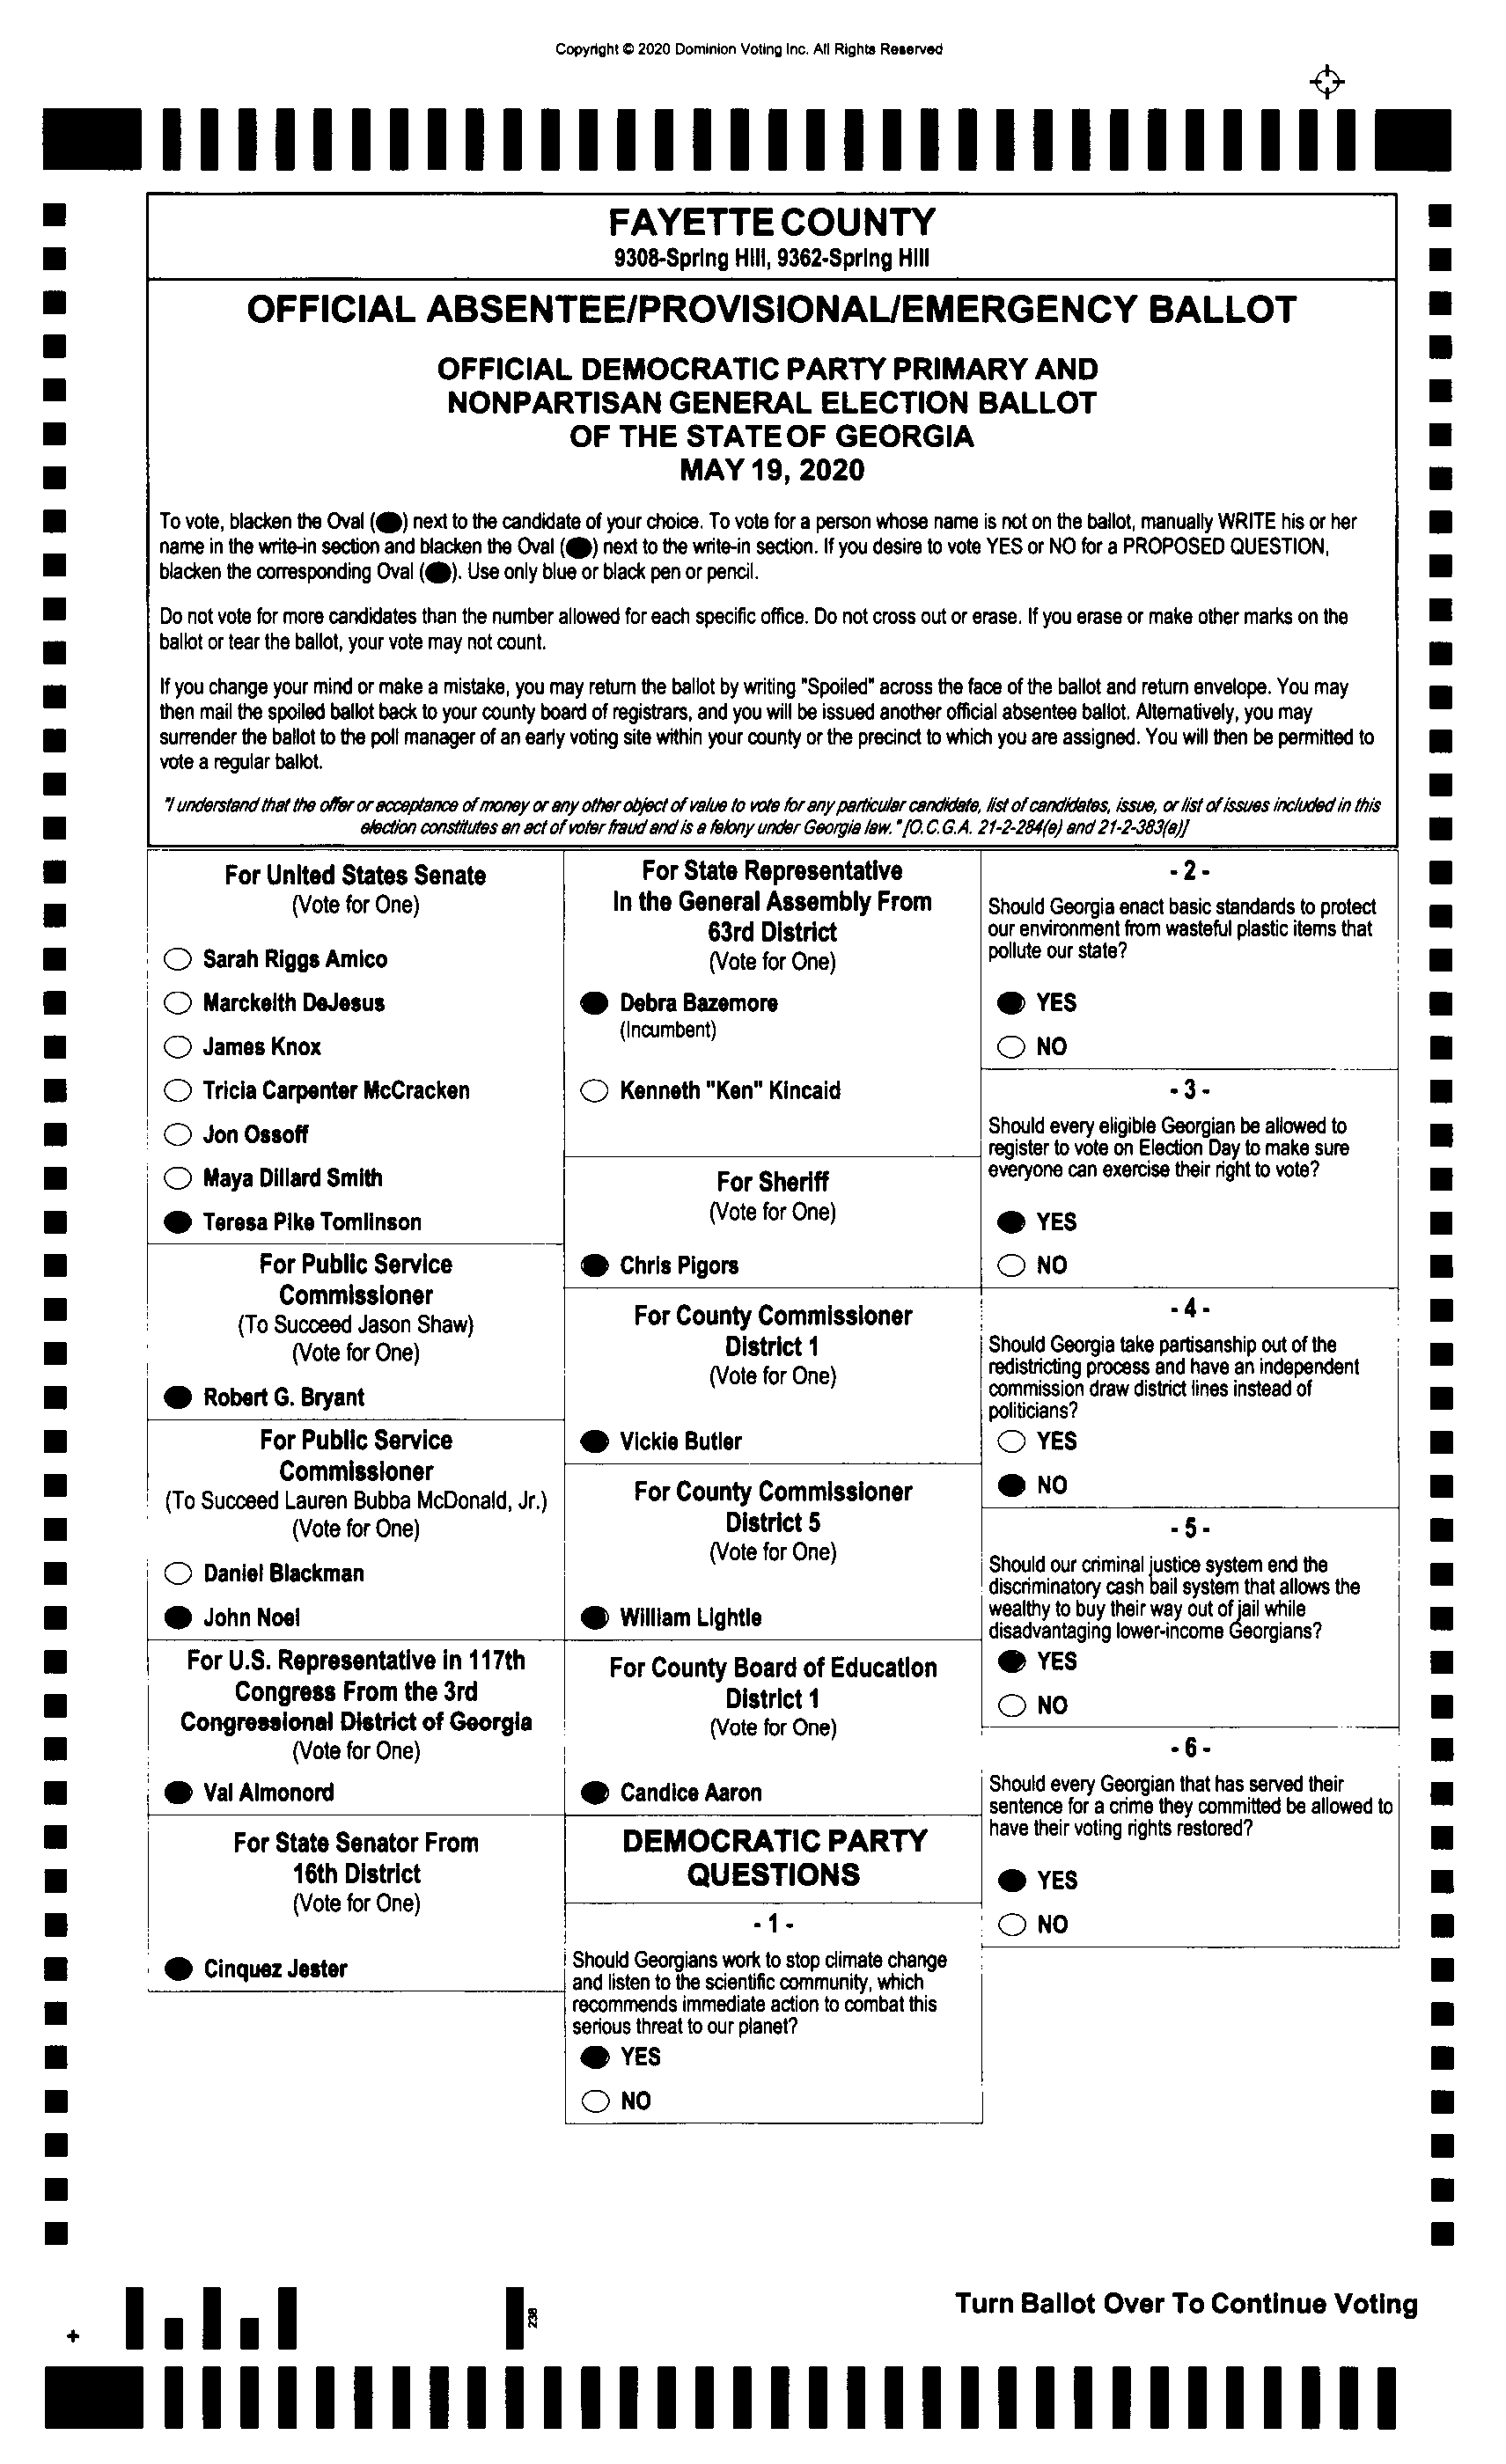 Copyright © 2020 Dominion Voting Inc. All Rights Reserved
FAYETTE COUNTY
9308-Spring Hill, 9362-Spring Hill
OFFICIAL ABSENTEE/PROVISIONAL/EMERGENCY BALLOT
OFFICIAL DEMOCRATIC PARTY PRIMARY AND
NONPARTISAN GENERAL ELECTION BALLOT
OF THE STATE OF GEORGIA
MAY 19, 2020
To vote, blacken the Oval ( ) next to the candidate of your choice. To vote for a person whose name is not on the ballot, manually WRITE his or her
name in the write-in section and blacken the Oval ( ) next to the write-in section. If you desire to vote YES or NO for a PROPOSED QUESTION,
blacken the corresponding Oval ( ). Use only blue or black pen or pencil.
Do not vote for more candidates than the number allowed for each specific office. Do not cross out or erase. If you erase or make other marks on the
ballot or tear the ballot, your vote may not count.
If you change your mind or make a mistake, you may return the ballot by writing "Spoiled" across the face of the ballot and return envelope. You may
then mail the spoiled ballot back to your county board of registrars, and you will be issued another official absentee ballot. Alternatively, you may
surrender the ballot to the poll manager of an early voting site within your county or the precinct to which you are assigned. You will then be permitted to
vote a regular ballot.
"I understand that the offer or acceptance of money or any other object of value to vote for any particular candidate, list of candidates, issue, or list of issues included in this
election constitutes an act of voter fraud and is a felony under Georgia law." [O.C.G.A. 21-2-284(e) and 21-2-383(a)]
For United States Senate
(Vote for One)
Sarah Riggs Amico
Marckeith DeJesus
James Knox
Tricia Carpenter McCracken
Jon Ossoff
Maya Dillard Smith
Teresa Pike Tomlinson
For Public Service
Commissioner
(To Succeed Jason Shaw)
(Vote for One)
Robert G. Bryant
For Public Service
Commissioner
(To Succeed Lauren Bubba McDonald, Jr.)
(Vote for One)
Daniel Blackman
John Noel
For U.S. Representative in 117th
Congress From the 3rd
Congressional District of Georgia
(Vote for One)
Val Almonord
For State Senator From
16th District
(Vote for One)
Cinquez Jester
For State Representative
In the General Assembly From
63rd District
(Vote for One)
Debra Bazemore
(Incumbent)
Kenneth "Ken" Kincaid
For Sheriff
(Vote for One)
Chris Pigors
For County Commissioner
District 1
(Vote for One)
Vickie Butler
For County Commissioner
District 5
(Vote for One)
William Lightle
For County Board of Education
District 1
(Vote for One)
Candice Aaron
DEMOCRATIC PARTY
QUESTIONS
- 1 -
Should Georgians work to stop climate change
and listen to the scientific community, which
recommends immediate action to combat this
serious threat to our planet?
YES
NO
- 2 -
Should Georgia enact basic standards to protect
our environment from wasteful plastic items that
pollute our state?
YES
NO
- 3 -
Should every eligible Georgian be allowed to
register to vote on Election Day to make sure
everyone can exercise their right to vote?
YES
NO
- 4 -
Should Georgia take partisanship out of the
redistricting process and have an independent
commission draw district lines instead of
politicians?
YES
NO
- 5 -
Should our criminal justice system end the
discriminatory cash bail system that allows the
wealthy to buy their way out of jail while
disadvantaging lower-income Georgians?
YES
NO
- 6 -
Should every Georgian that has served their
sentence for a crime they committed be allowed to
have their voting rights restored?
YES
NO
238
Turn Ballot Over To Continue Voting